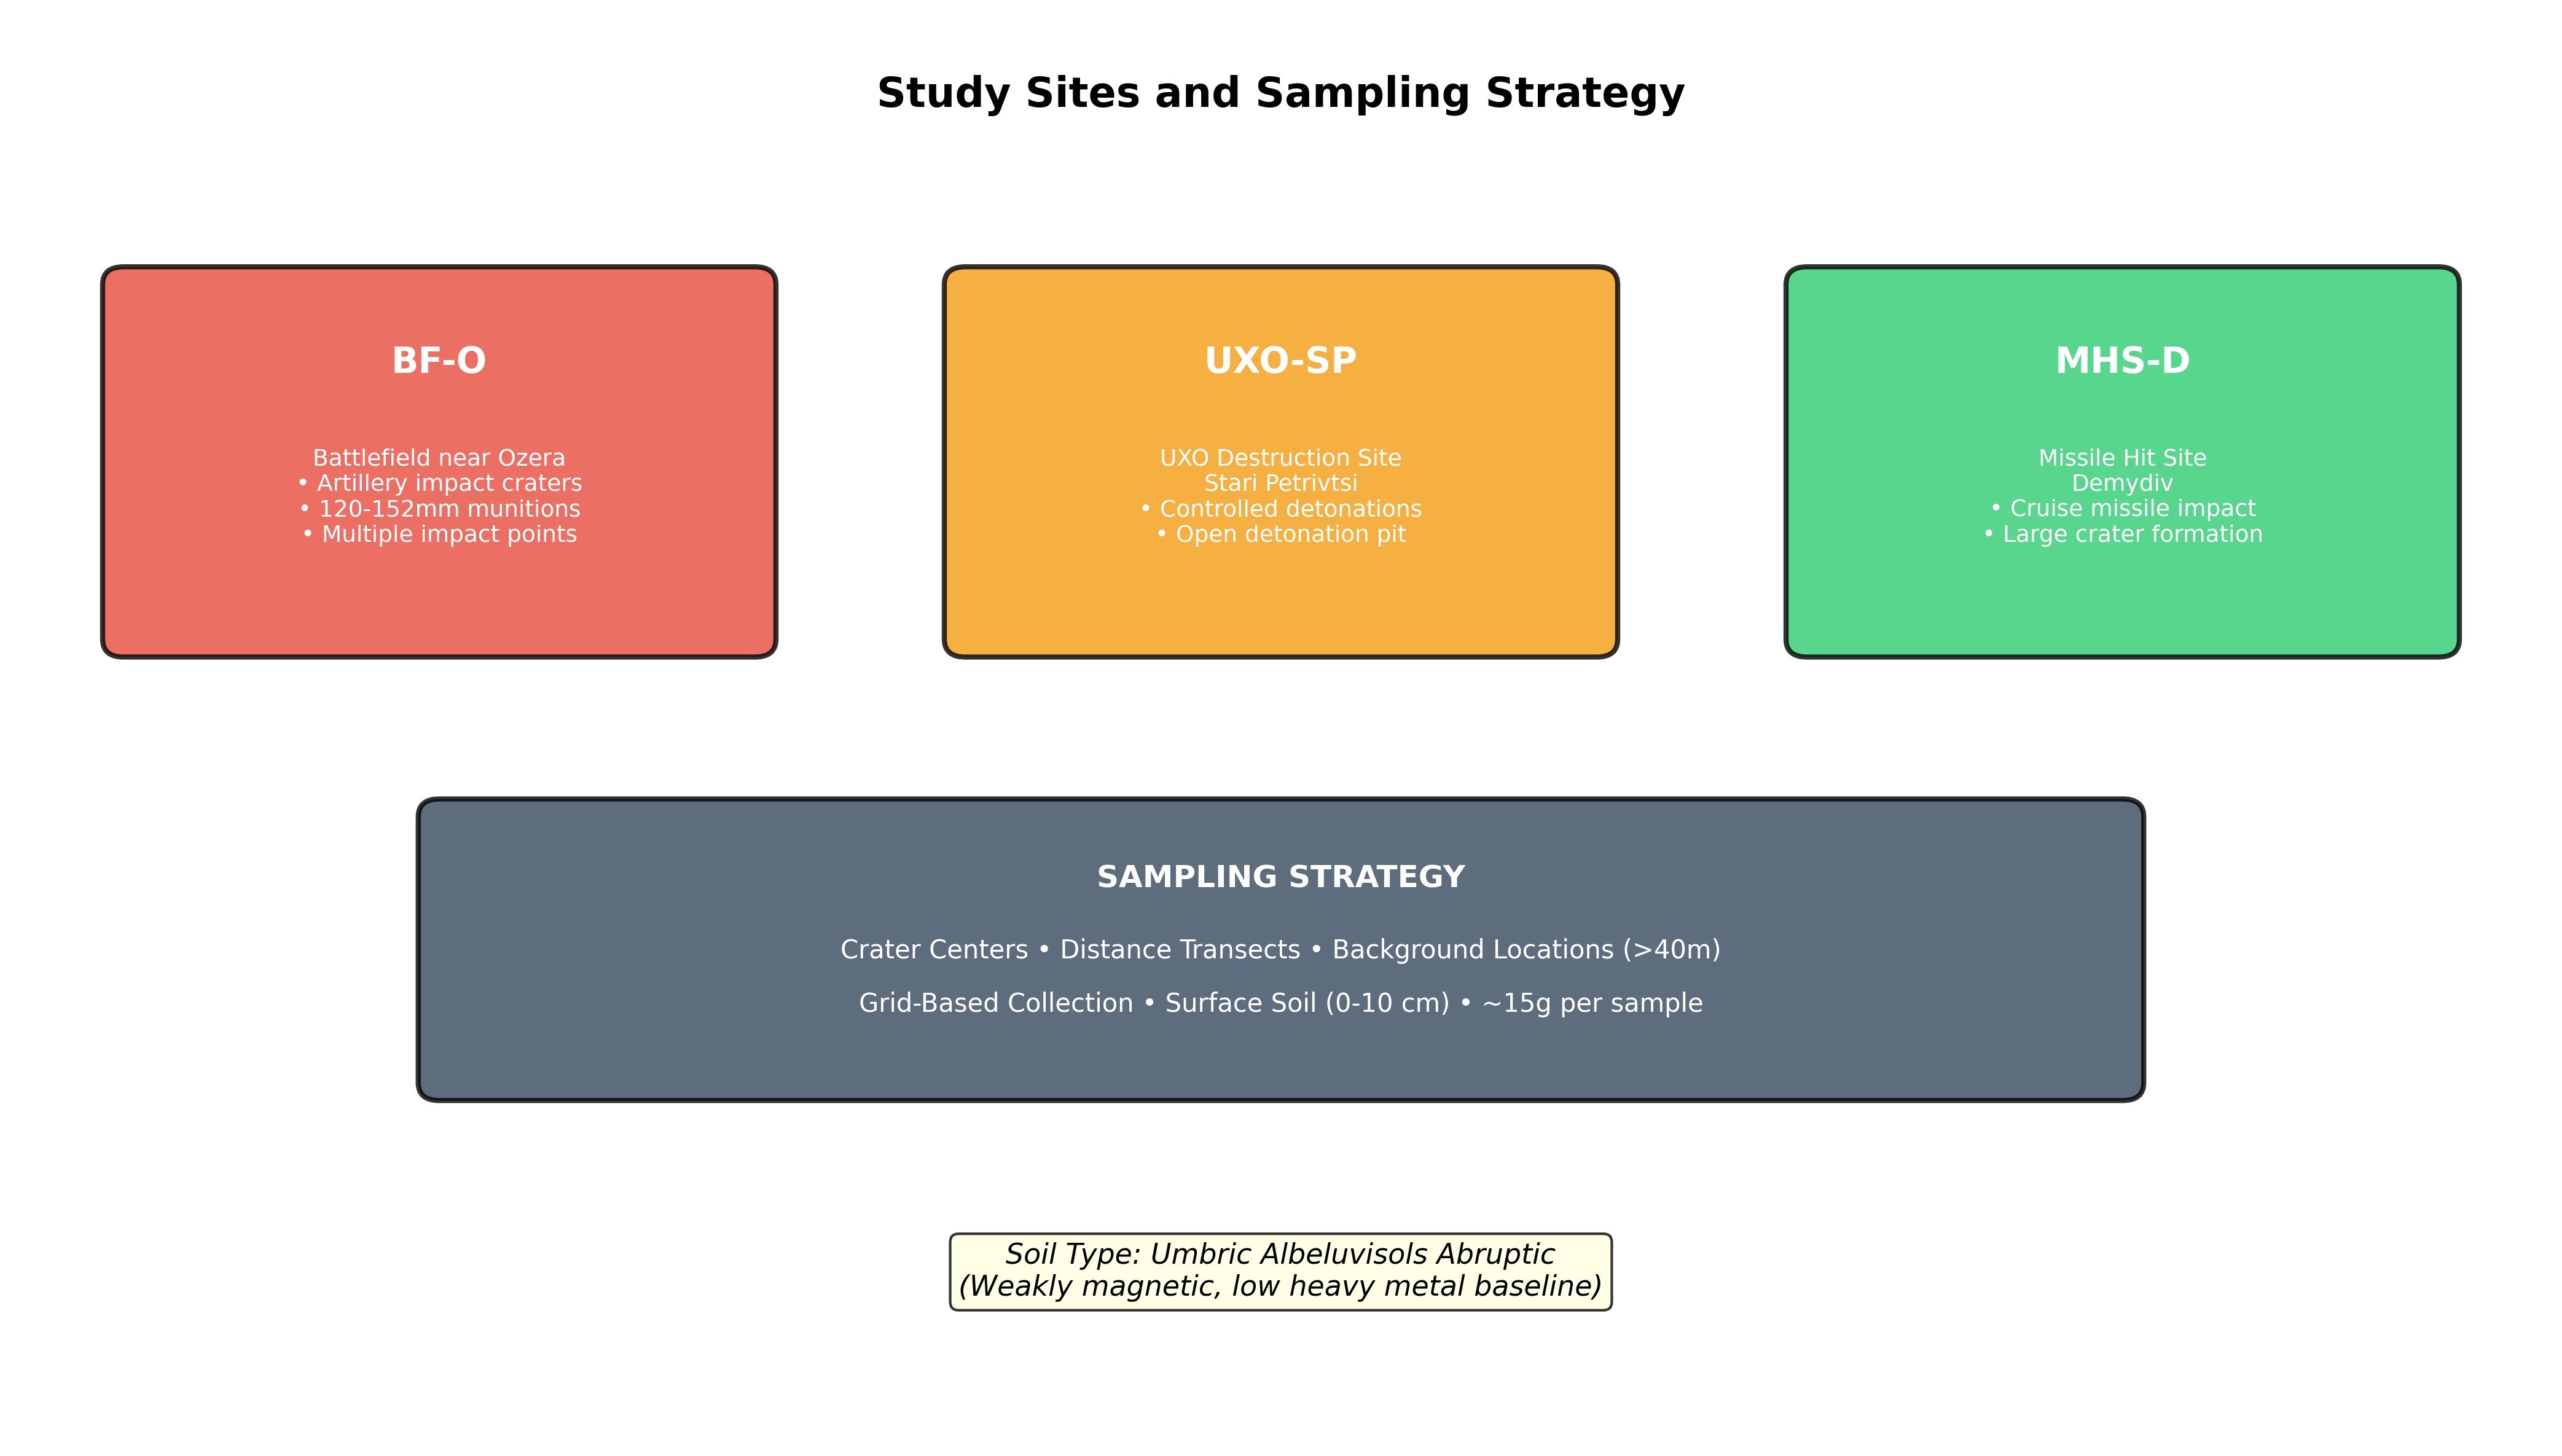 Study Sites and Sampling Strategy
BF-O
Battlefield near Ozera
• Artillery impact craters
• 120-152mm munitions
• Multiple impact points
UXO-SP
UXO Destruction Site
Stari Petrivtsi
• Controlled detonations
• Open detonation pit
MHS-D
Missile Hit Site
Demydiv
• Cruise missile impact
• Large crater formation
SAMPLING STRATEGY
Crater Centers • Distance Transects • Background Locations (>40m)
Grid-Based Collection • Surface Soil (0-10 cm) • ~15g per sample
Soil Type: Umbric Albeluvisols Abruptic
(Weakly magnetic, low heavy metal baseline)